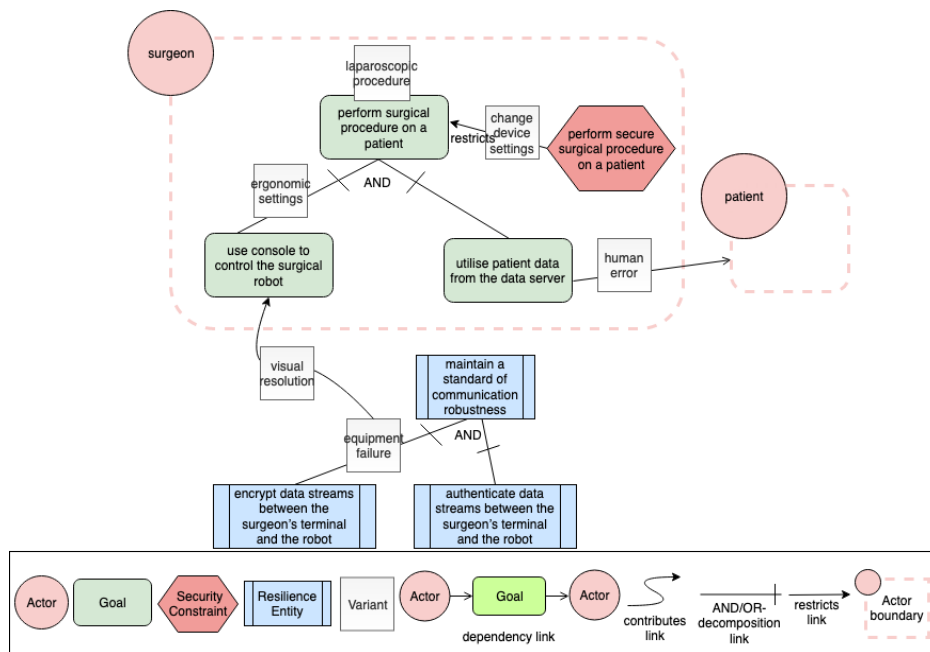 surgeon
laparoscopic
procedure
perform surgical
procedure on a
patient
restricts
change
device
settings
perform secure
surgical procedure
on a patient
ergonomic
settings
AND
patient
use console to
control the surgical
robot
utilise patient data
from the data server
human
error
visual
resolution
maintain a
standard of
communication
robustness
equipment
failure
AND
encrypt data streams
between the
surgeon's terminal
and the robot
authenticate data
streams between the
surgeon's terminal
and the robot
Actor
Goal
Security
Constraint
Resilience
Entity
Variant
Actor
Goal
Actor
dependency link
contributes
link
AND/OR-
decomposition
link
restricts
link
Actor
boundary